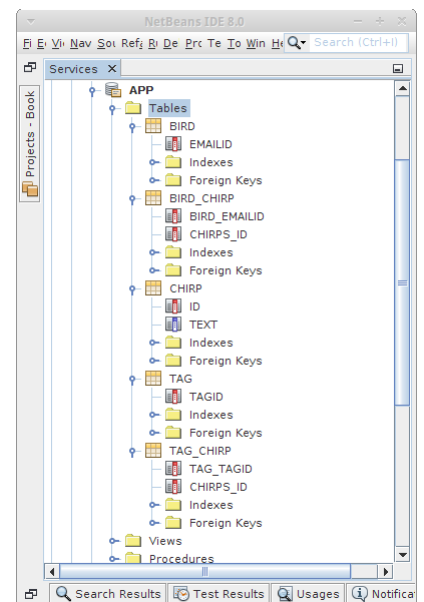 NetBeans IDE 8.0
Fi Ei Vi Nav Sou Refa Ri De Pro Te To Win He Search (Ctrl+I)
Services
Projects - Book
APP
Tables
BIRD
EMAILID
Indexes
Foreign Keys
BIRD_CHIRP
BIRD_EMAILID
CHIRPS_ID
Indexes
Foreign Keys
CHIRP
ID
TEXT
Indexes
Foreign Keys
TAG
TAGID
Indexes
Foreign Keys
TAG_CHIRP
TAG_TAGID
CHIRPS_ID
Indexes
Foreign Keys
Views
Procedures
Search Results Test Results Usages Notifica